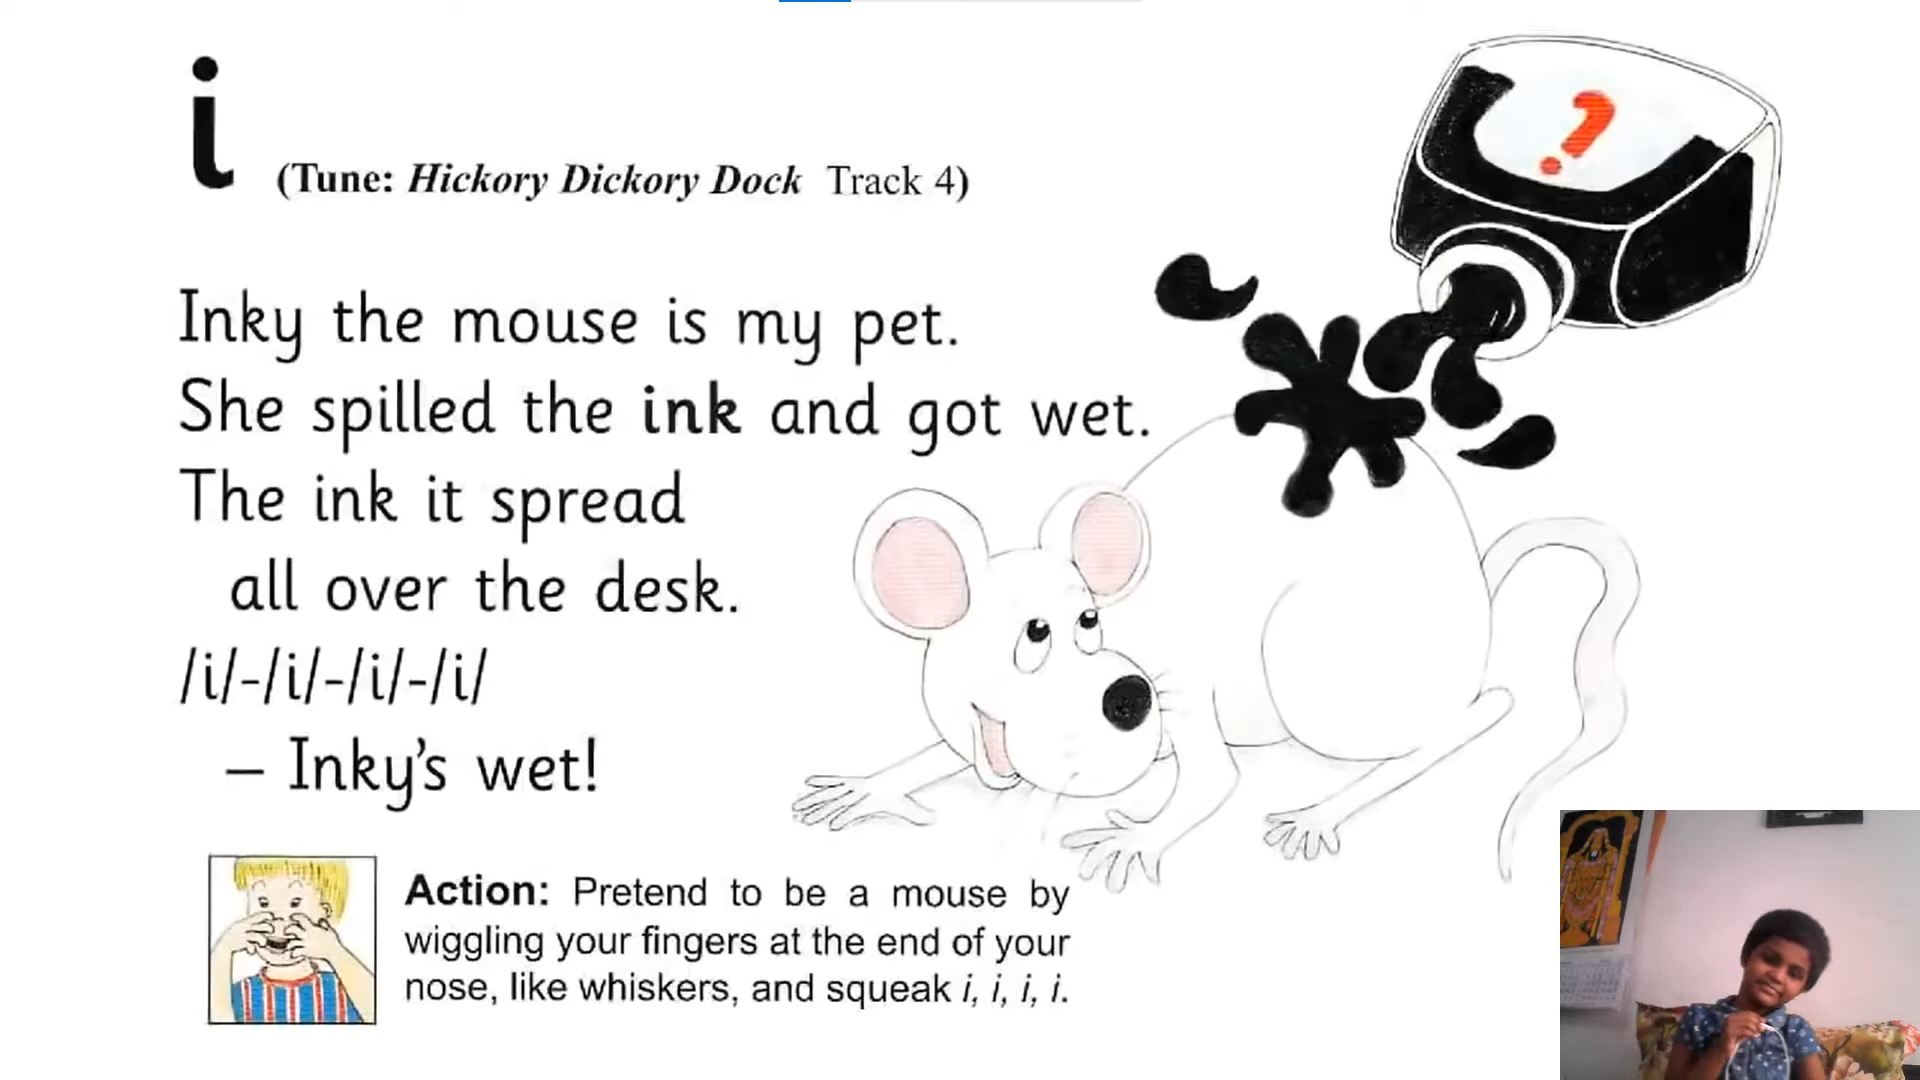 i
(Tune: Hickory Dickory Dock Track 4)
Inky the mouse is my pet.
She spilled the ink and got wet.
The ink it spread
all over the desk.
/i/-/i/-/i/-/i/
– Inky's wet!
?
Action: Pretend to be a mouse by
wiggling your fingers at the end of your
nose, like whiskers, and squeak i, i, i, i.